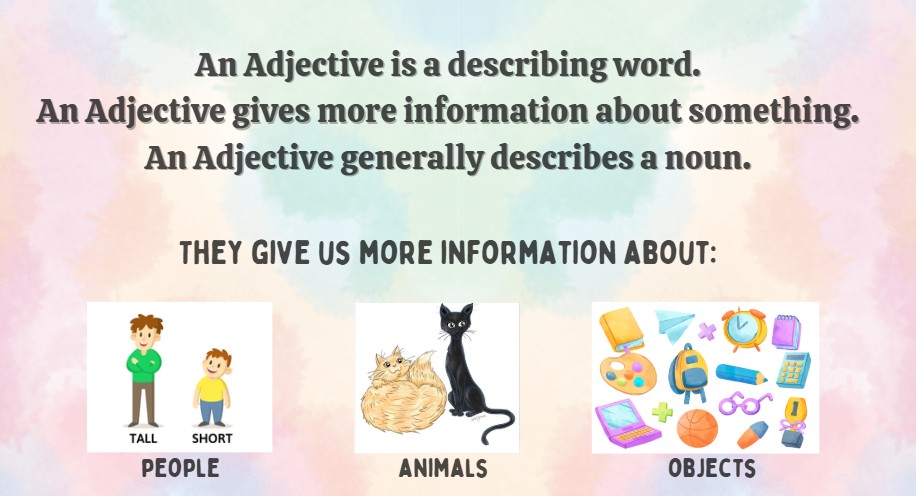 An Adjective is a describing word.
An Adjective gives more information about something.
An Adjective generally describes a noun.
THEY GIVE US MORE INFORMATION ABOUT:
TALL SHORT
1
PEOPLE ANIMALS OBJECTS